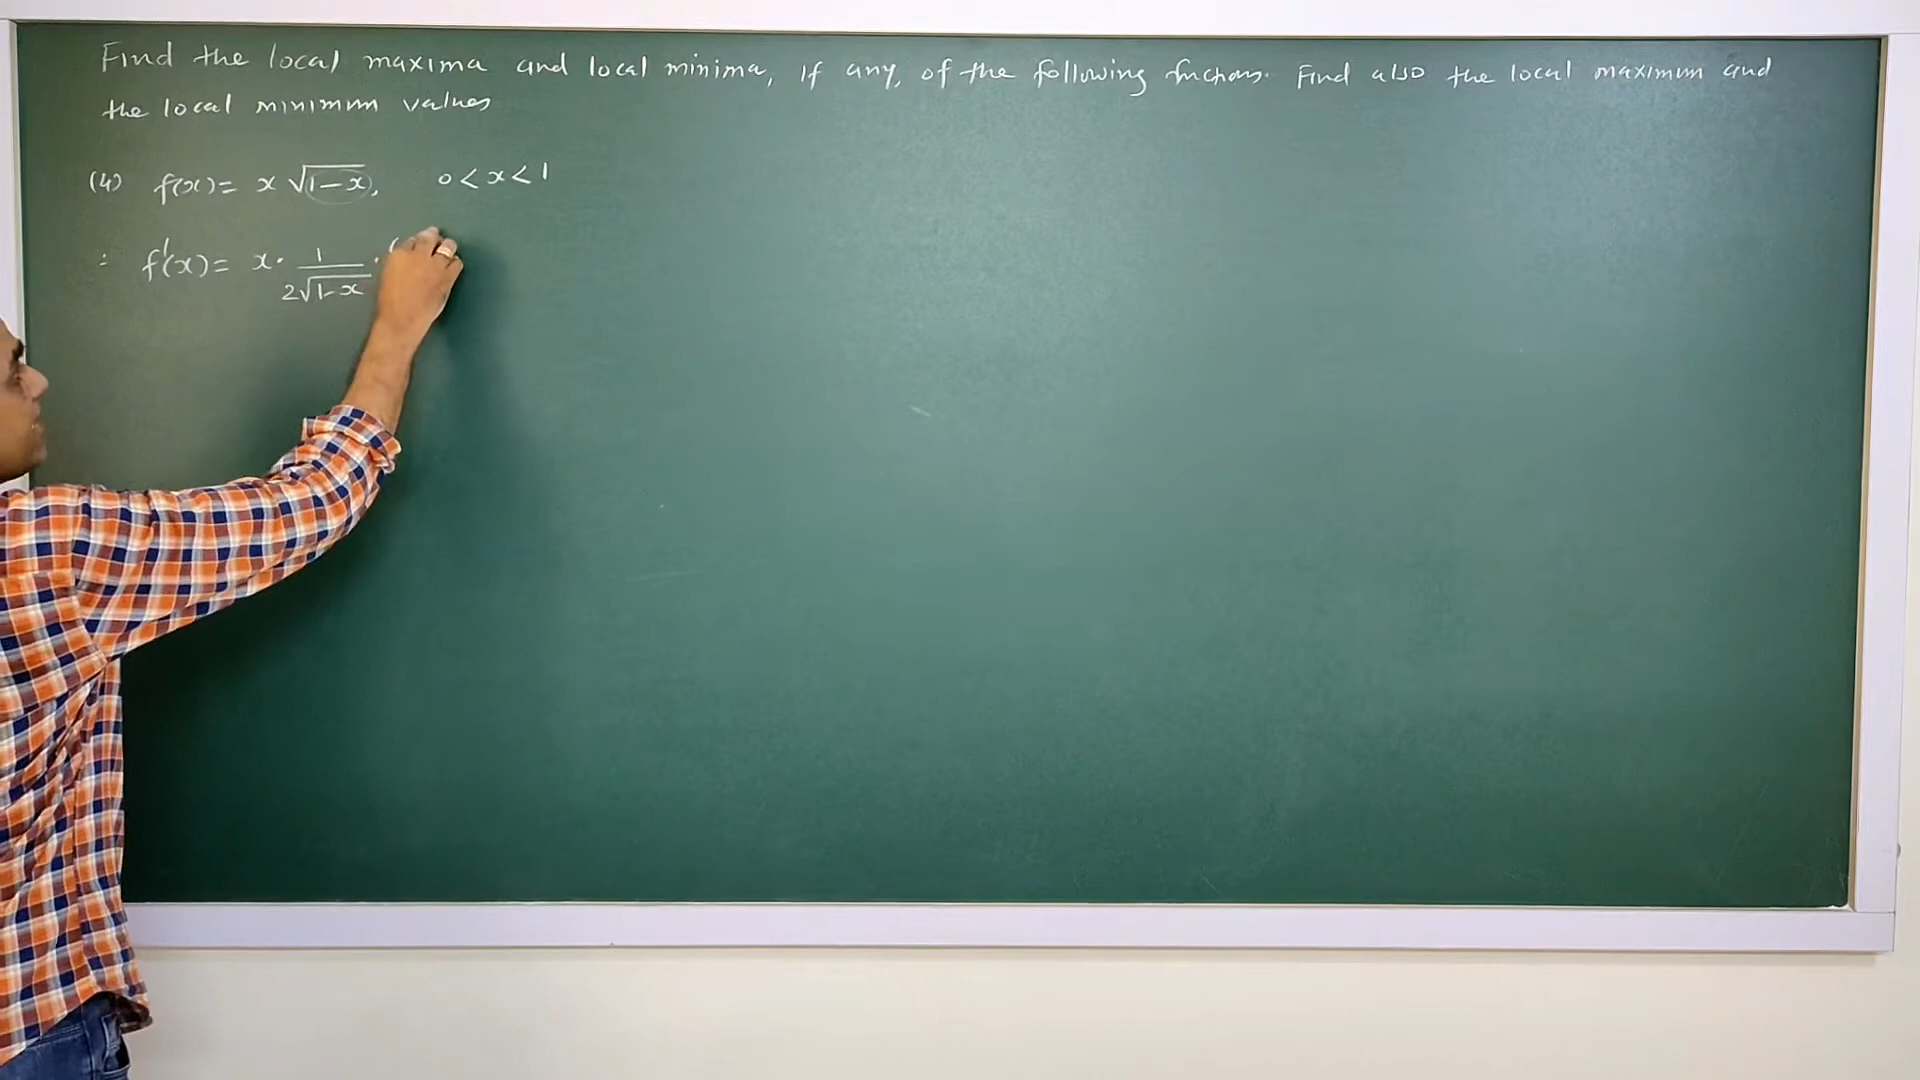 Find the local maxima and local minima, if any, of the following functions. Find also the local maximum and
the local minimum values
(4) f(x) = x √(1-x), 0 < x < 1
∴ f'(x) = x · 1/(2√(1-x)) · (